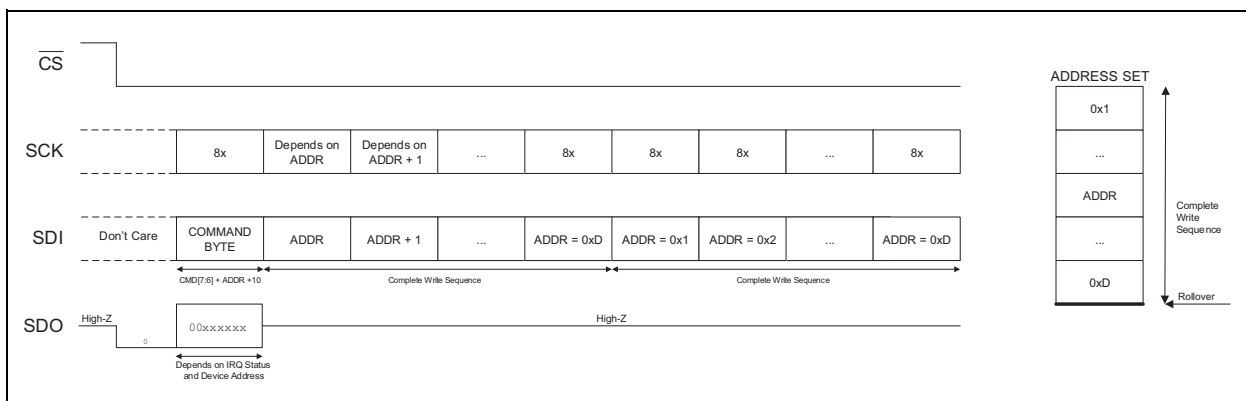 CS
SCK
8x
Depends on
ADDR
Depends on
ADDR + 1
...
8x
8x
8x
...
8x
SDI
Don't Care
COMMAND
BYTE
ADDR
ADDR + 1
...
ADDR = 0xD
ADDR = 0x1
ADDR = 0x2
...
ADDR = 0xD
CMD[7:6] + ADDR +10
Complete Write Sequence
Complete Write Sequence
SDO
High-Z
0
00xxxxxx
High-Z
Depends on IRQ Status
and Device Address
ADDRESS SET
0x1
...
ADDR
...
0xD
Complete
Write
Sequence
Rollover